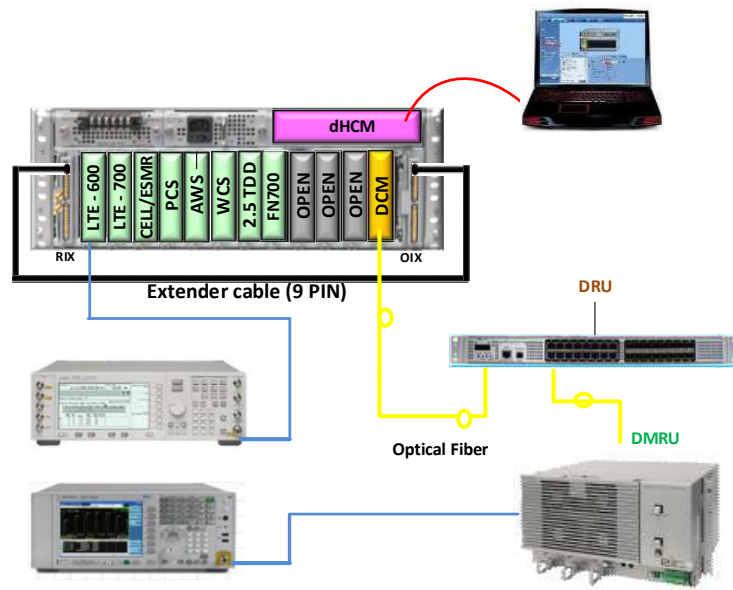 dHCM
LTE - 600
LTE - 700
CELL/ESMR
PCS
AWS
WCS
2.5 TDD
FN700
OPEN
OPEN
OPEN
DCM
RIX
OIX
Extender cable (9 PIN)
DRU
Optical Fiber
DMRU